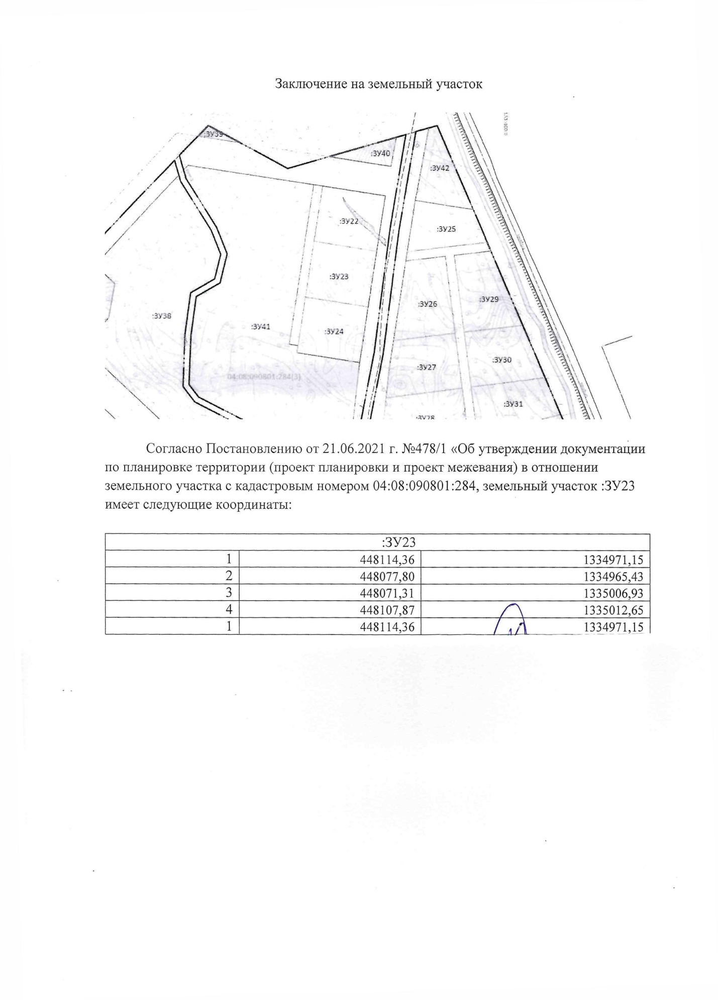 Заключение на земельный участок
:ЗУ39
:ЗУ40
:ЗУ42
:ЗУ22
:ЗУ25
:ЗУ23
:ЗУ26
:ЗУ29
:ЗУ38
:ЗУ41
:ЗУ24
:ЗУ30
:ЗУ27
04:08:090801:284(3)
:ЗУ31
:ЗУ28
Согласно Постановлению от 21.06.2021 г. №478/1 «Об утверждении документации
по планировке территории (проект планировки и проект межевания) в отношении
земельного участка с кадастровым номером 04:08:090801:284, земельный участок :ЗУ23
имеет следующие координаты:
:ЗУ23
1 448114,36 1334971,15
2 448077,80 1334965,43
3 448071,31 1335006,93
4 448107,87 1335012,65
1 448114,36 1334971,15